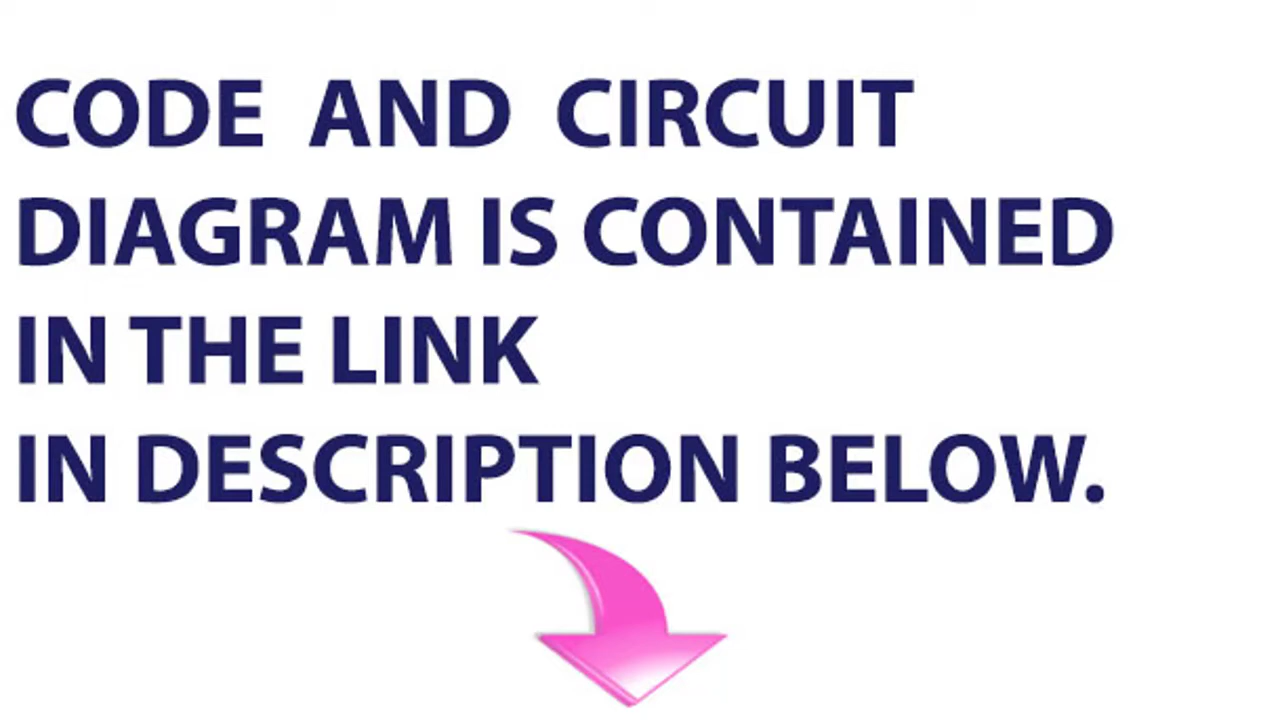 CODE AND CIRCUIT
DIAGRAM IS CONTAINED
IN THE LINK
IN DESCRIPTION BELOW.